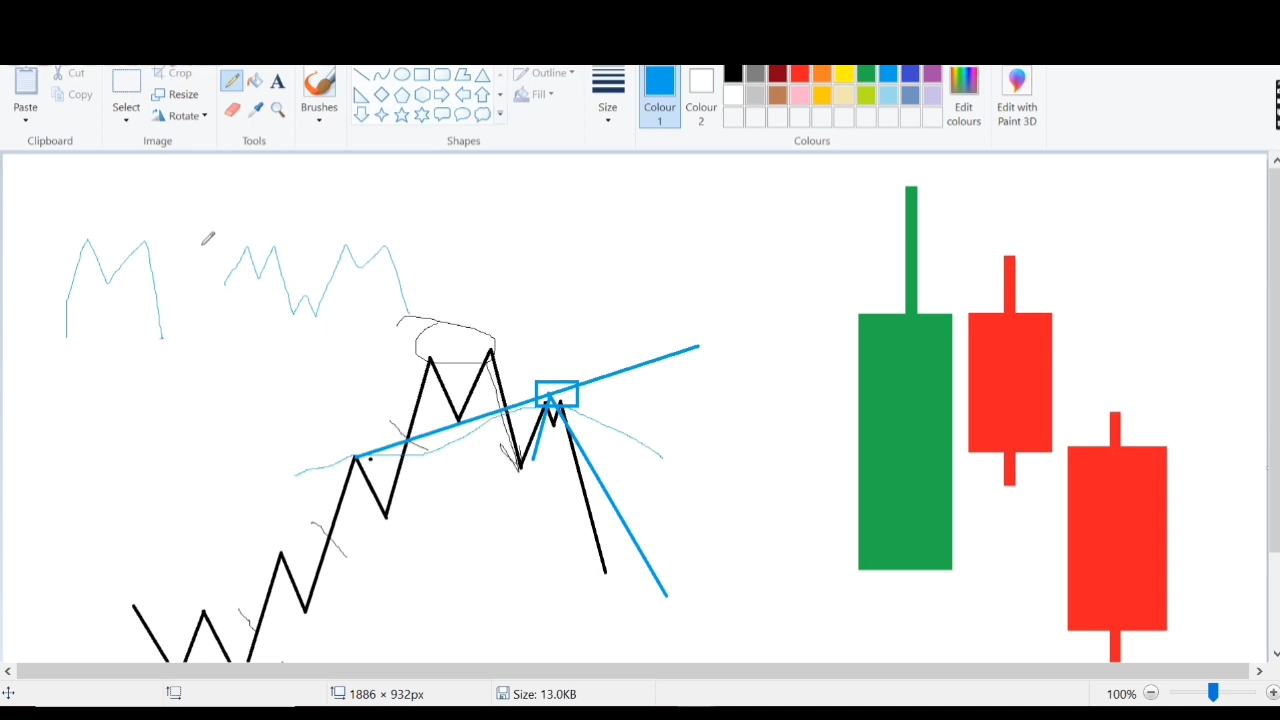 Cut
Crop
Outline
Copy
Resize
Fill
Paste
Select
Rotate
Brushes
Size
Colour
1
Colour
2
Edit
colours
Edit with
Paint 3D
Clipboard
Image
Tools
Shapes
Colours
A
1886 × 932px
Size: 13.0KB
100%